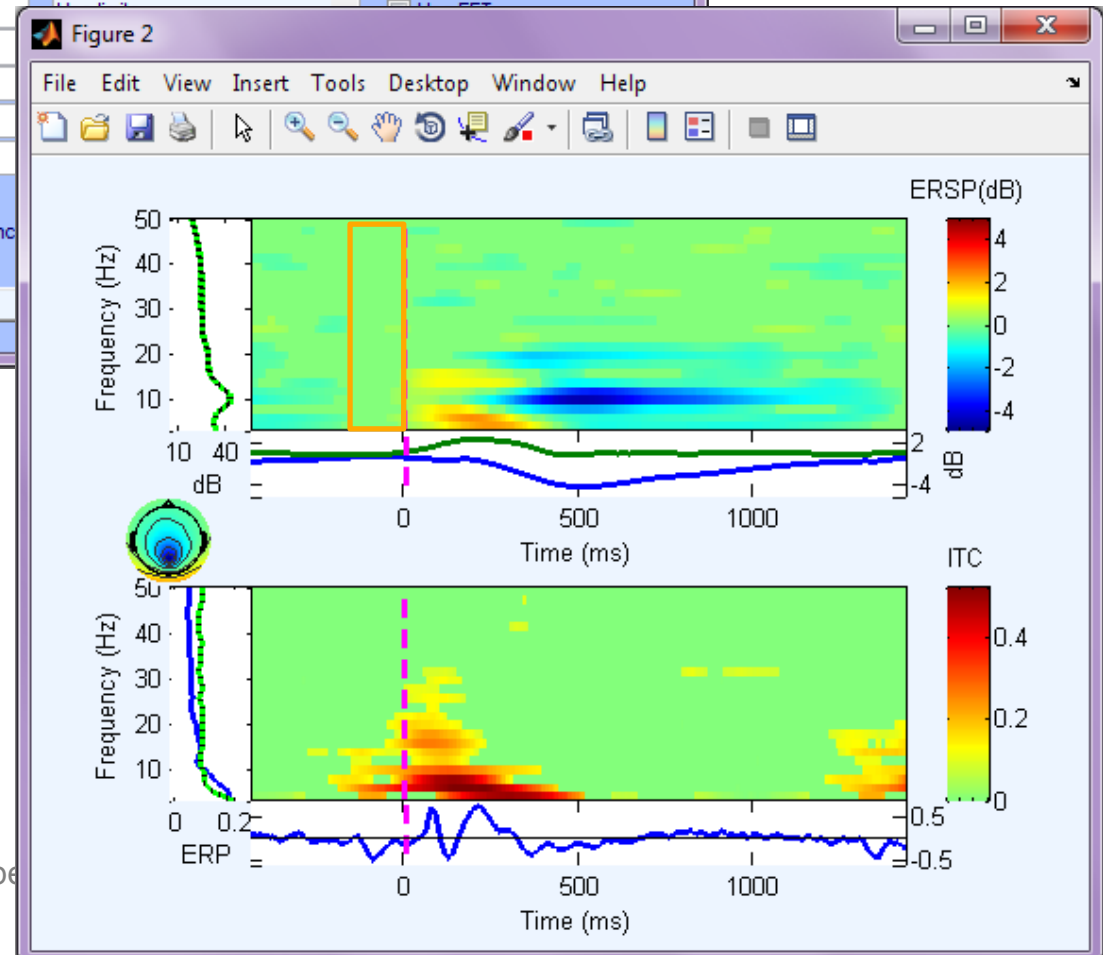 Figure 2
File Edit View Insert Tools Desktop Window Help
ERSP(dB)
50
40
30
20
10
Frequency (Hz)
4
2
0
-2
-4
10 40
dB
2
-4
dB
0 500 1000
Time (ms)
ITC
50
40
30
20
10
Frequency (Hz)
0.4
0.2
0
0 0.2
ERP
0.5
-0.5
0 500 1000
Time (ms)